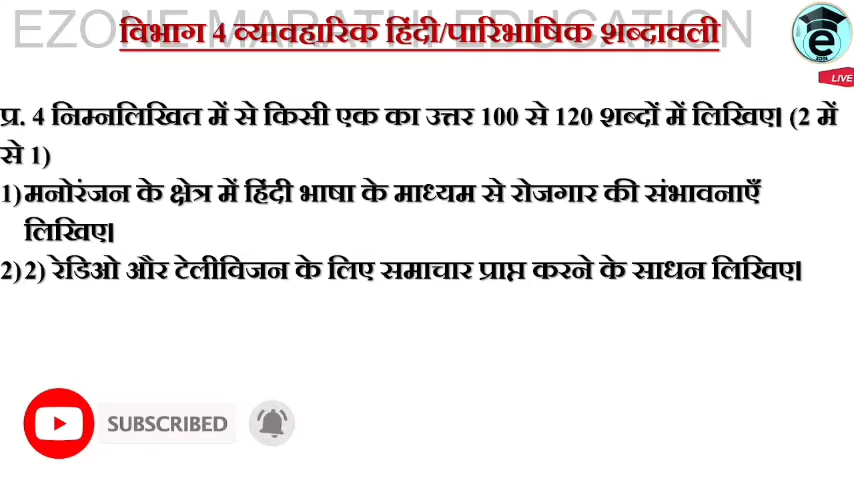 EZONE MARATHI EDUCATION
विभाग 4 व्यावहारिक हिंदी/पारिभाषिक शब्दावली
e
ZONE
LIVE
प्र. 4 निम्नलिखित में से किसी एक का उत्तर 100 से 120 शब्दों में लिखिए। (2 में
से 1)
1) मनोरंजन के क्षेत्र में हिंदी भाषा के माध्यम से रोजगार की संभावनाएँ
लिखिए।
2) 2) रेडिओ और टेलीविजन के लिए समाचार प्राप्त करने के साधन लिखिए।
SUBSCRIBED